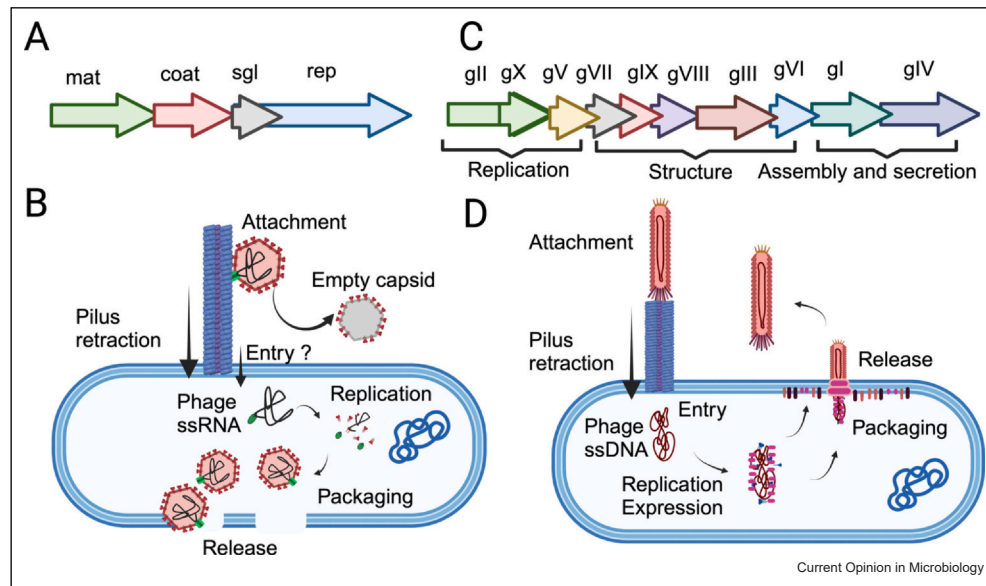 A
mat coat sgl rep
B
Attachment
Empty capsid
Pilus
retraction
Entry ?
Phage
ssRNA
Replication
Packaging
Release
C
gII gX gV gVII gIX gVIII gIII gVI gI gIV
Replication Structure Assembly and secretion
D
Attachment
Pilus
retraction
Release
Entry
Phage
ssDNA
Packaging
Replication
Expression
Current Opinion in Microbiology